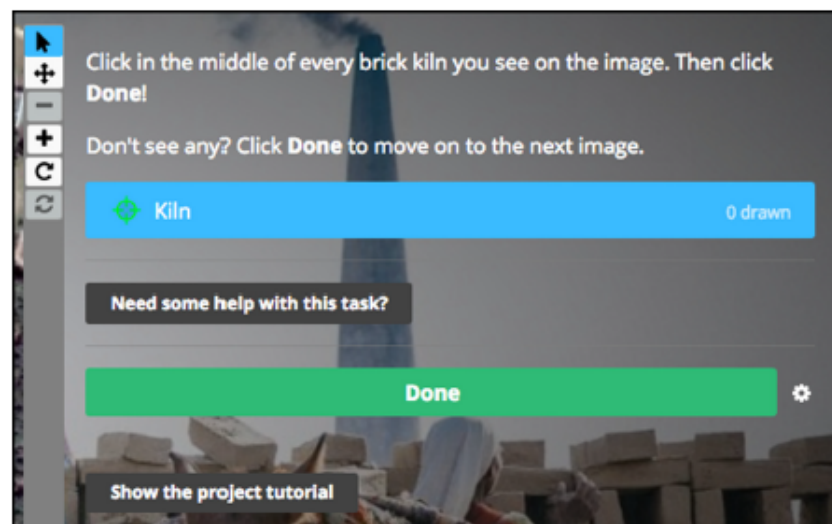 Click in the middle of every brick kiln you see on the image. Then click
Done!
Don't see any? Click Done to move on to the next image.
Kiln
0 drawn
Need some help with this task?
Done
Show the project tutorial